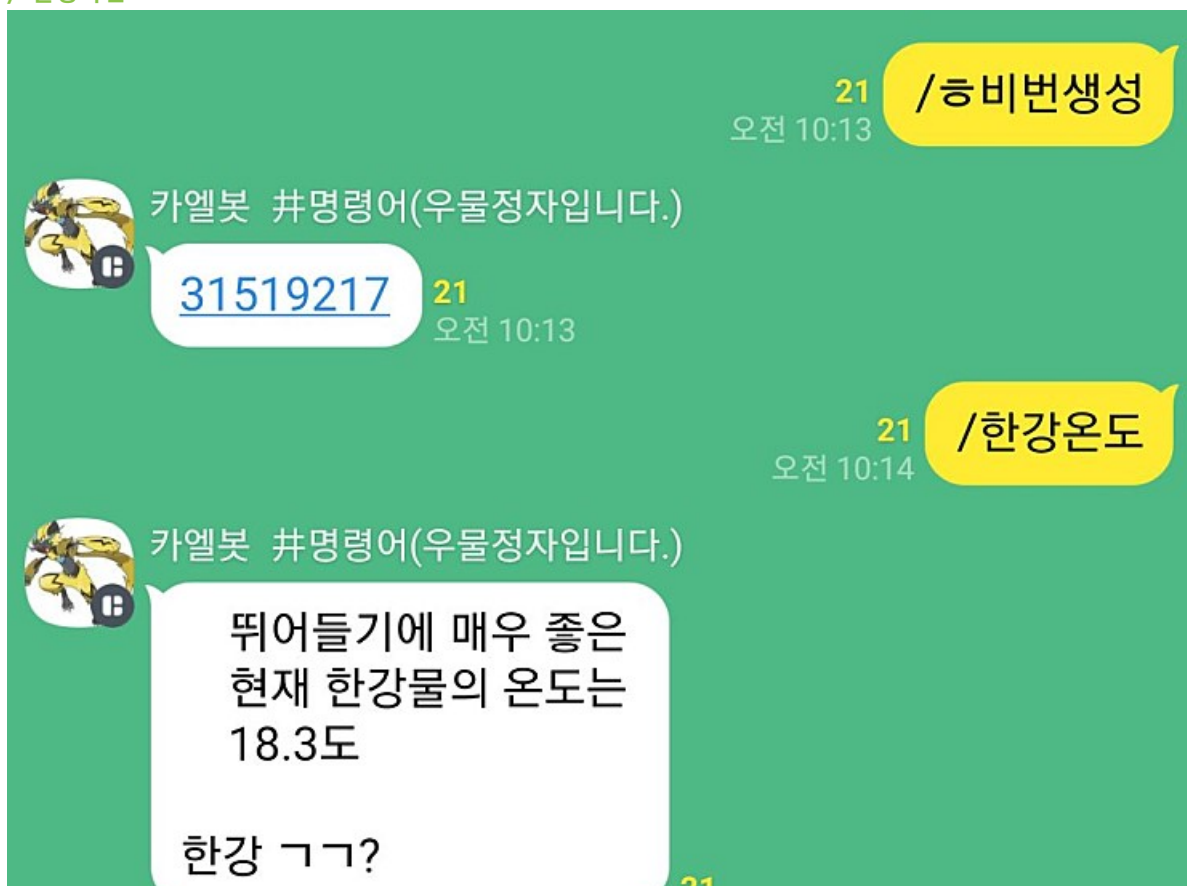 /ㅎ비번생성
21
오전 10:13
카엘봇 井명령어(우물정자입니다.)
31519217
21
오전 10:13
/한강온도
21
오전 10:14
카엘봇 井명령어(우물정자입니다.)
뛰어들기에 매우 좋은
현재 한강물의 온도는
18.3도
한강 ㄱㄱ?
21